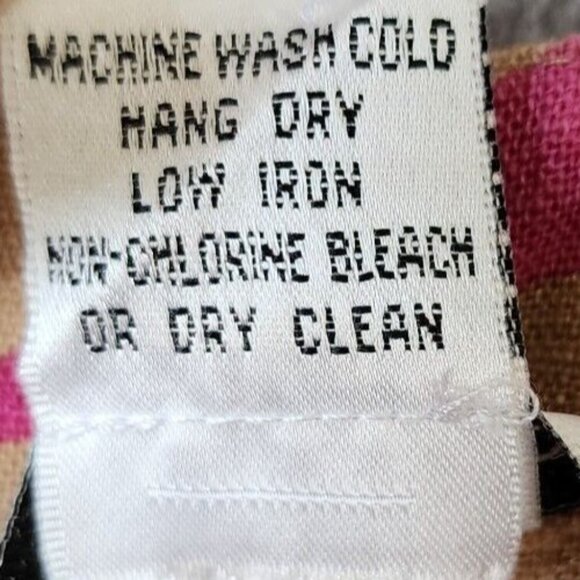 MACHINE WASH COLD
HANG DRY
LOW IRON
NON-CHLORINE BLEACH
OR DRY CLEAN